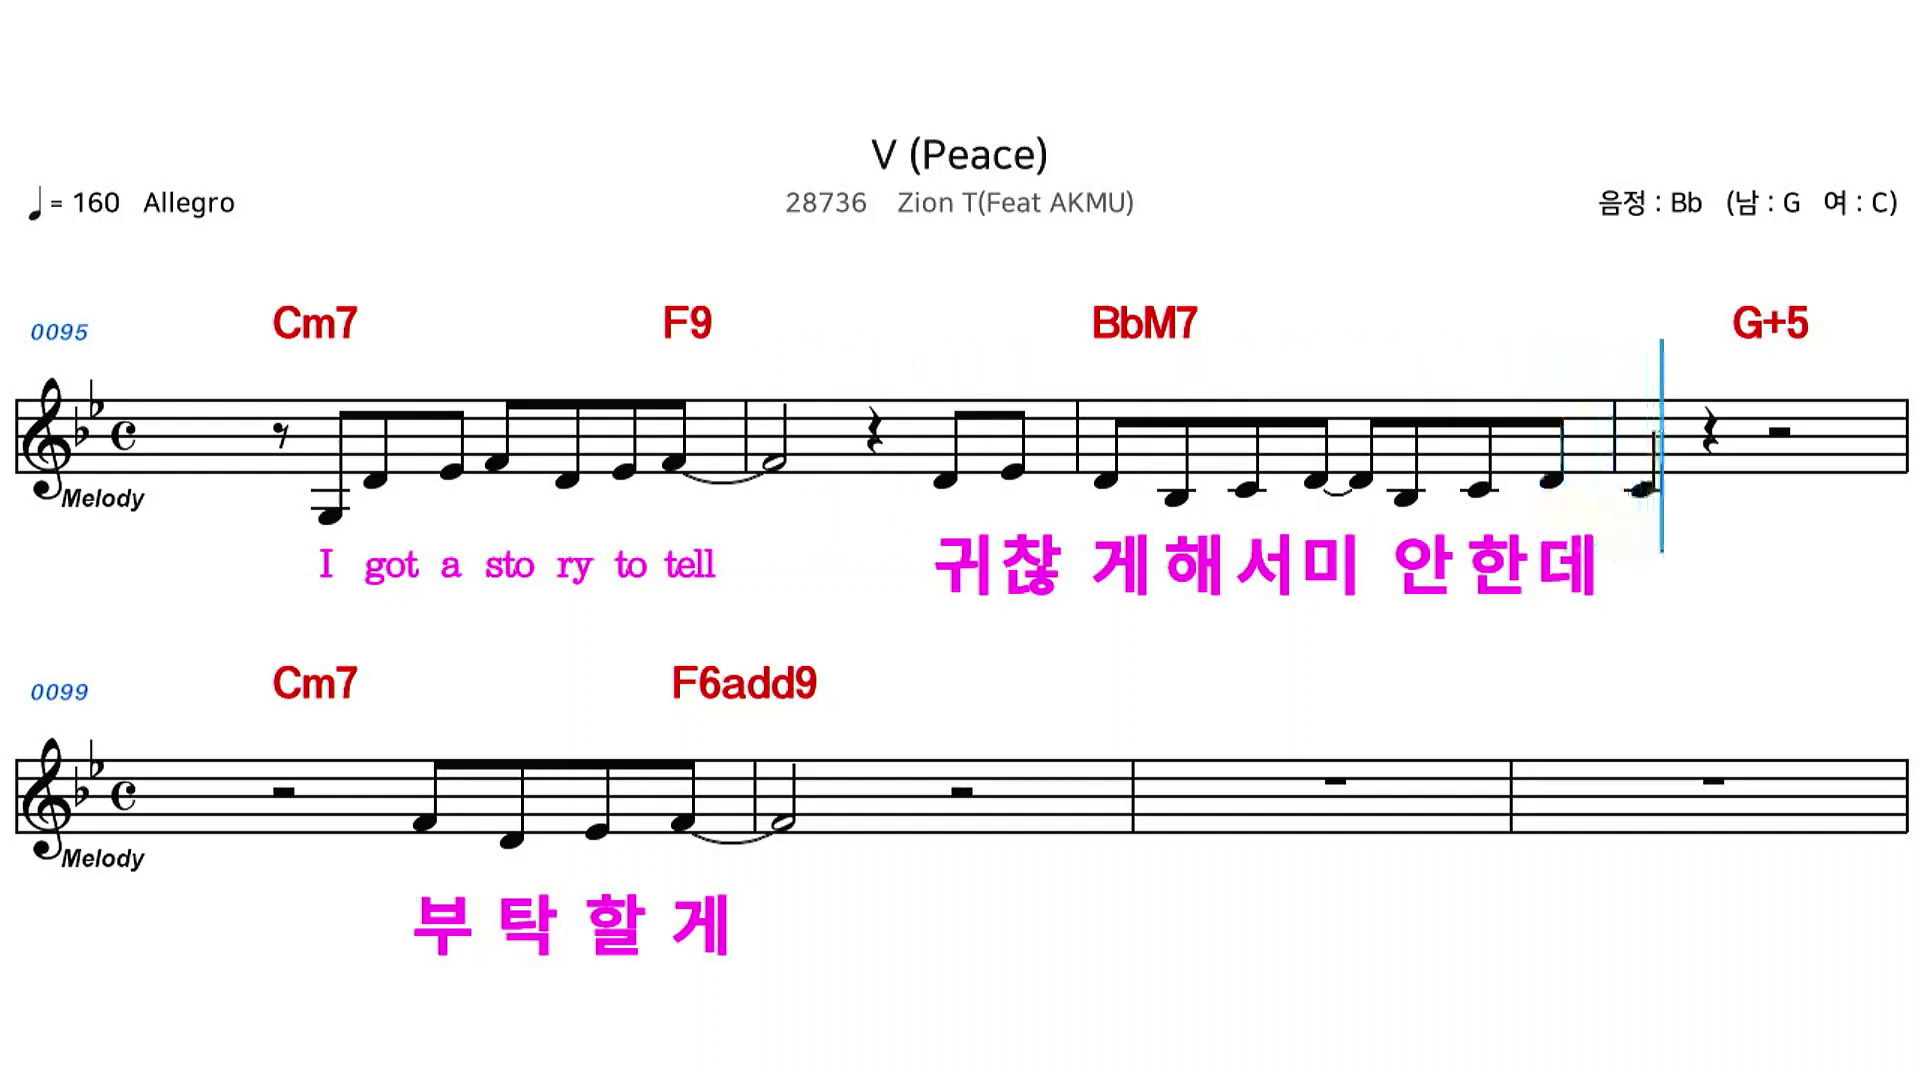 V (Peace)
♩= 160 Allegro 28736 Zion T(Feat AKMU) 음정 : Bb (남 : G 여 : C)
0095 Cm7 F9 BbM7 G+5
Melody
I got a sto ry to tell 귀찮 게해서미 안한데
0099 Cm7 F6add9
Melody
부 탁 할 게